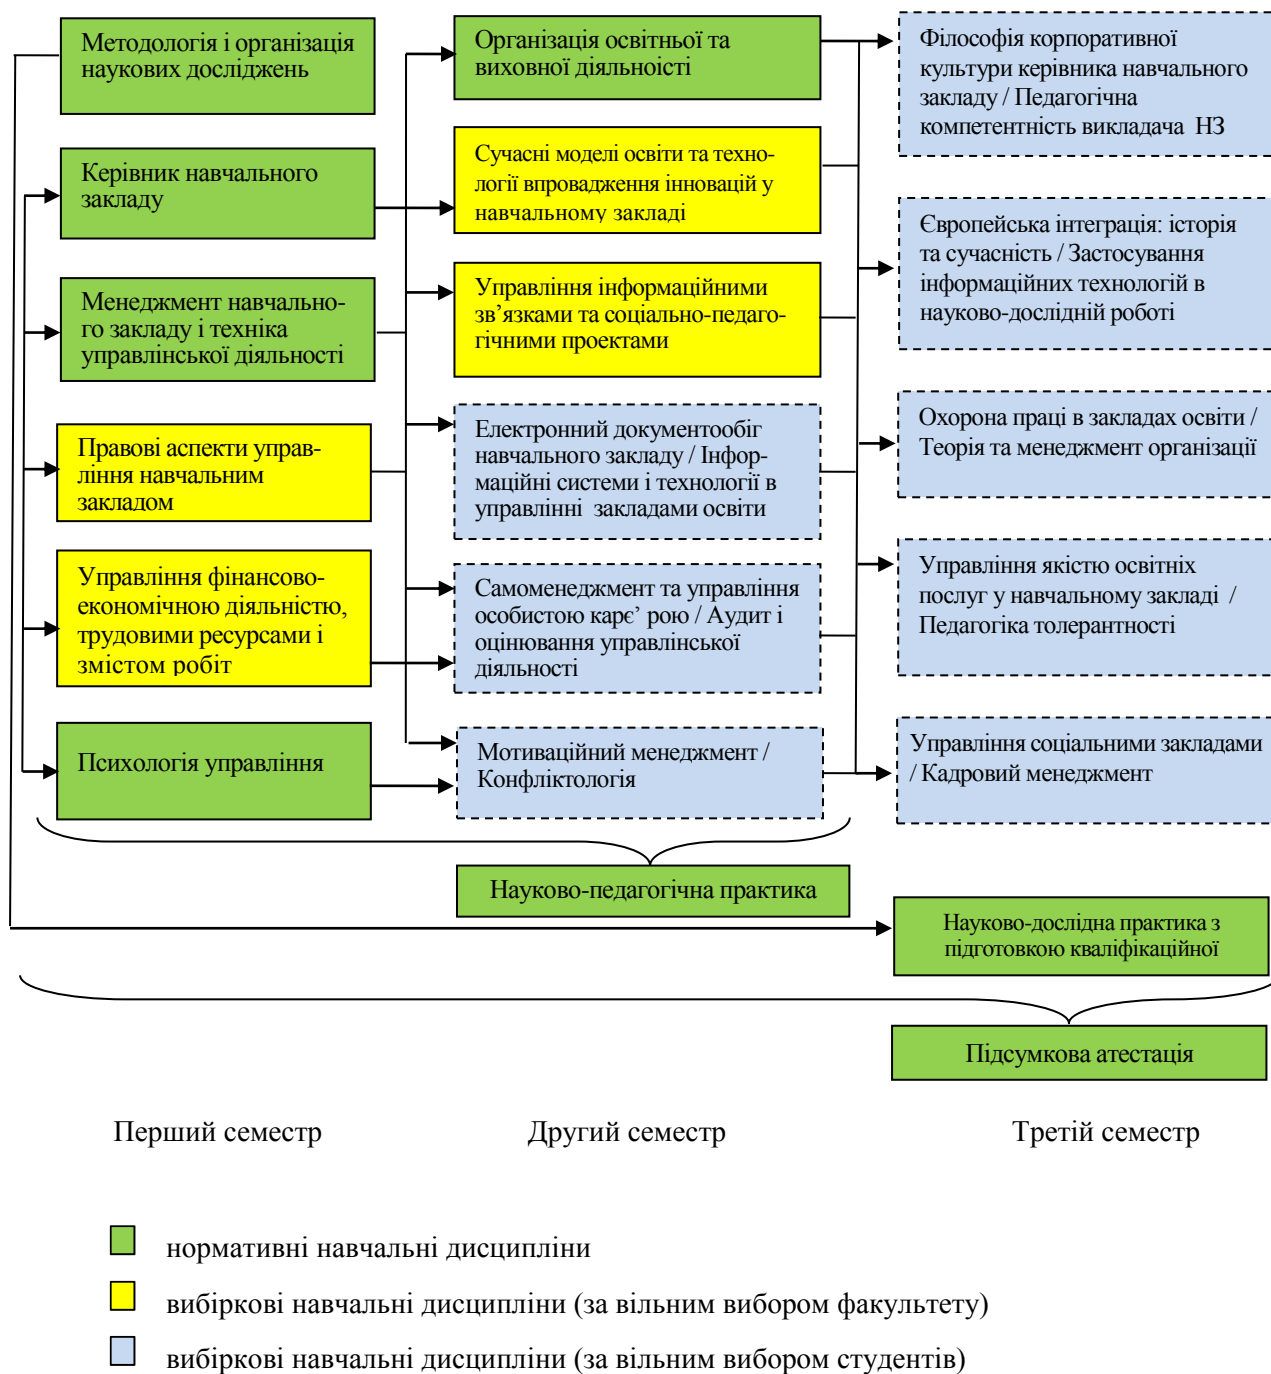 Методологія і організація
наукових досліджень
Керівник навчального
закладу
Менеджмент навчально-
го закладу і техніка
управлінської діяльності
Правові аспекти управ-
ління навчальним
закладом
Управління фінансово-
економічною діяльністю,
трудовими ресурсами і
змістом робіт
Психологія управління
Організація освітньої та
виховної діяльноісті
Сучасні моделі освіти та техно-
логії впровадження інновацій у
навчальному закладі
Управління інформаційними
зв’язками та соціально-педаго-
гічними проектами
Електронний документообіг
навчального закладу / Інфор-
маційні системи і технології в
управлінні закладами освіти
Самоменеджмент та управління
особистою карє’ рою / Аудит і
оцінювання управлінської
діяльності
Мотиваційний менеджмент /
Конфліктологія
Філософія корпоративної
культури керівника навчального
закладу / Педагогічна
компетентність викладача НЗ
Європейська інтеграція: історія
та сучасність / Застосування
інформаційних технологій в
науково-дослідній роботі
Охорона праці в закладах освіти /
Теорія та менеджмент організації
Управління якістю освітніх
послуг у навчальному закладі /
Педагогіка толерантності
Управління соціальними закладами
/ Кадровий менеджмент
Науково-педагогічна практика
Науково-дослідна практика з
підготовкою кваліфікаційної
Підсумкова атестація
Перший семестр
Другий семестр
Третій семестр
нормативні навчальні дисципліни
вибіркові навчальні дисципліни (за вільним вибором факультету)
вибіркові навчальні дисципліни (за вільним вибором студентів)